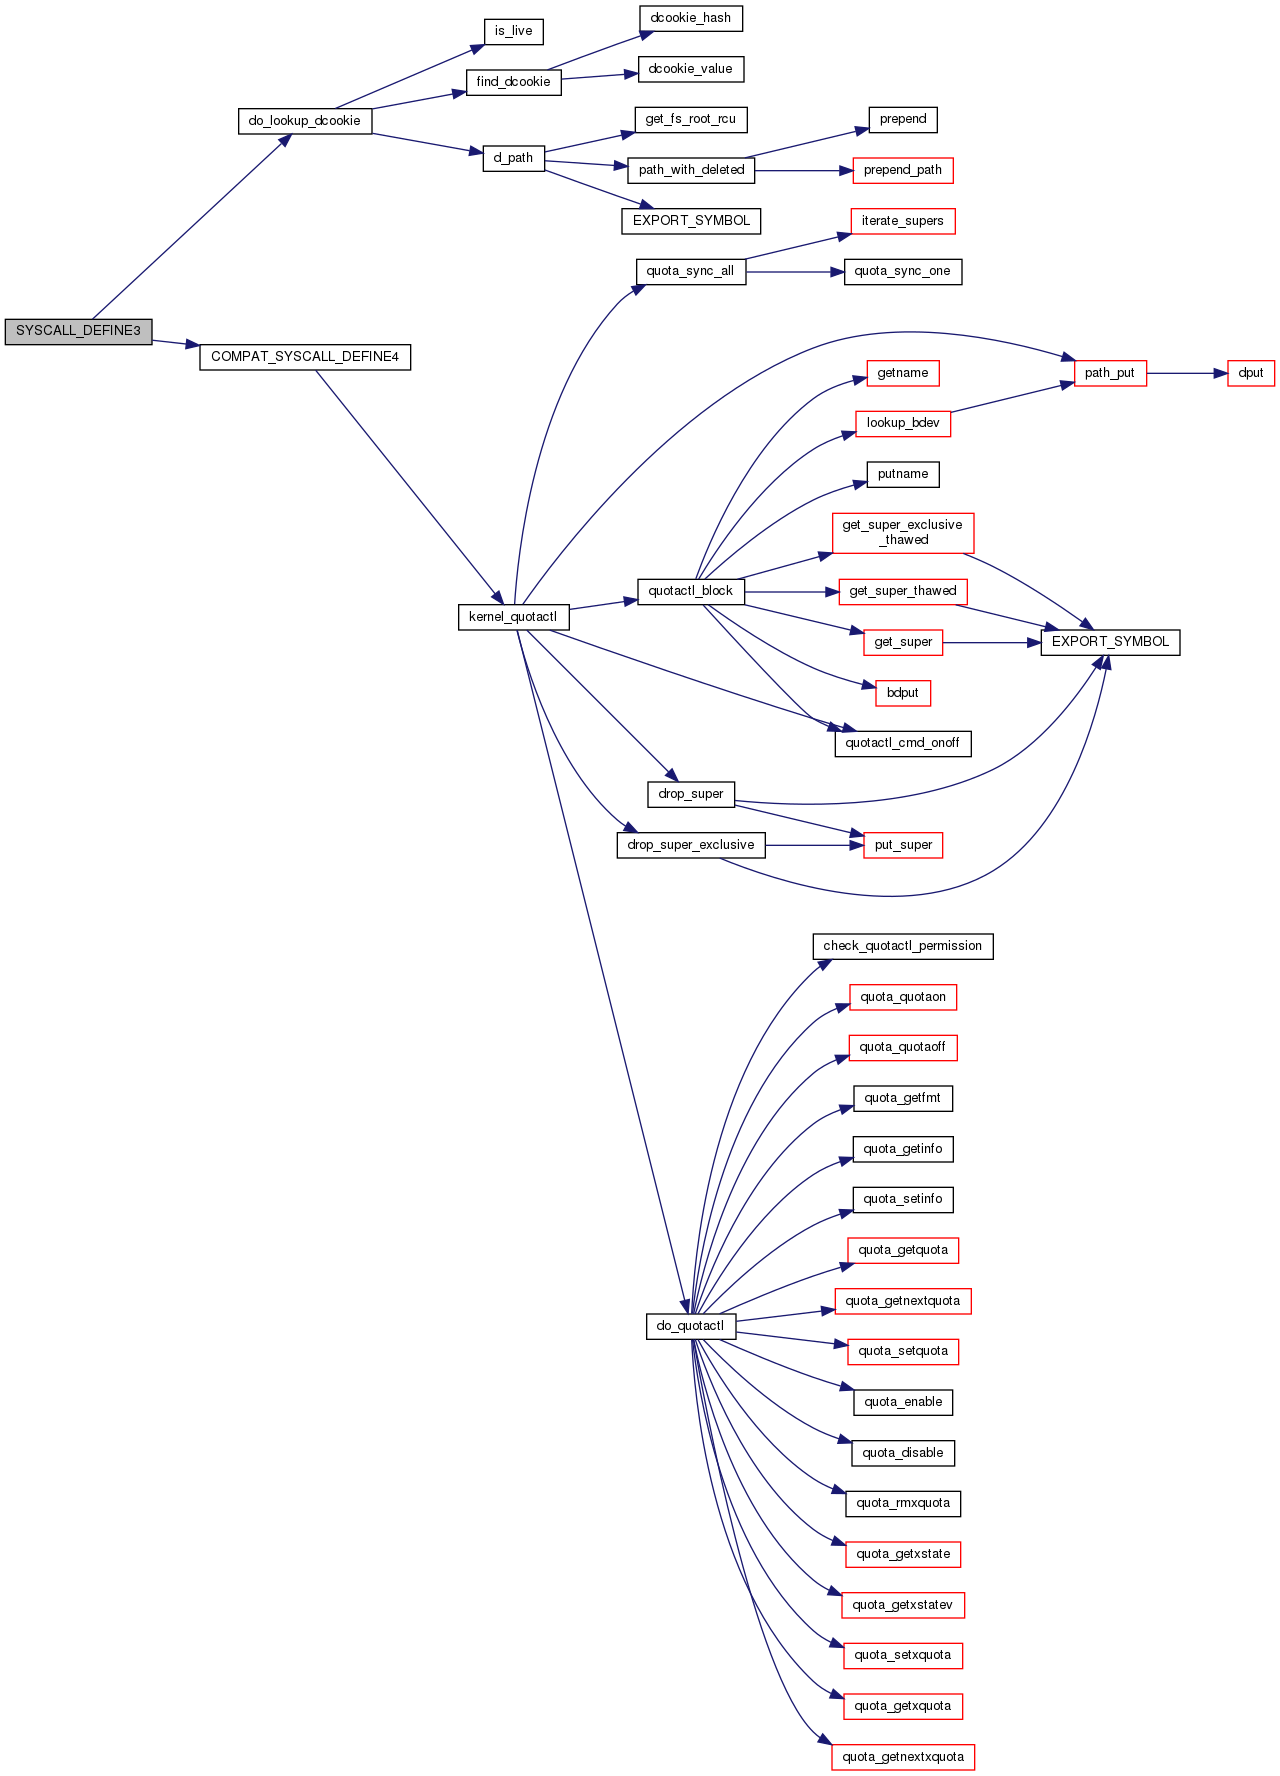 dcookie_hash
is_live
dcookie_value
find_dcookie
do_lookup_dcookie
get_fs_root_rcu
prepend
d_path
path_with_deleted
prepend_path
EXPORT_SYMBOL
iterate_supers
quota_sync_all
quota_sync_one
SYSCALL_DEFINE3
COMPAT_SYSCALL_DEFINE4
getname
path_put
dput
lookup_bdev
putname
get_super_exclusive
_thawed
quotactl_block
get_super_thawed
kernel_quotactl
get_super
EXPORT_SYMBOL
bdput
quotactl_cmd_onoff
drop_super
drop_super_exclusive
put_super
check_quotactl_permission
quota_quotaon
quota_quotaoff
quota_getfmt
quota_getinfo
quota_setinfo
quota_getquota
quota_getnextquota
do_quotactl
quota_setquota
quota_enable
quota_disable
quota_rmxquota
quota_getxstate
quota_getxstatev
quota_setxquota
quota_getxquota
quota_getnextxquota